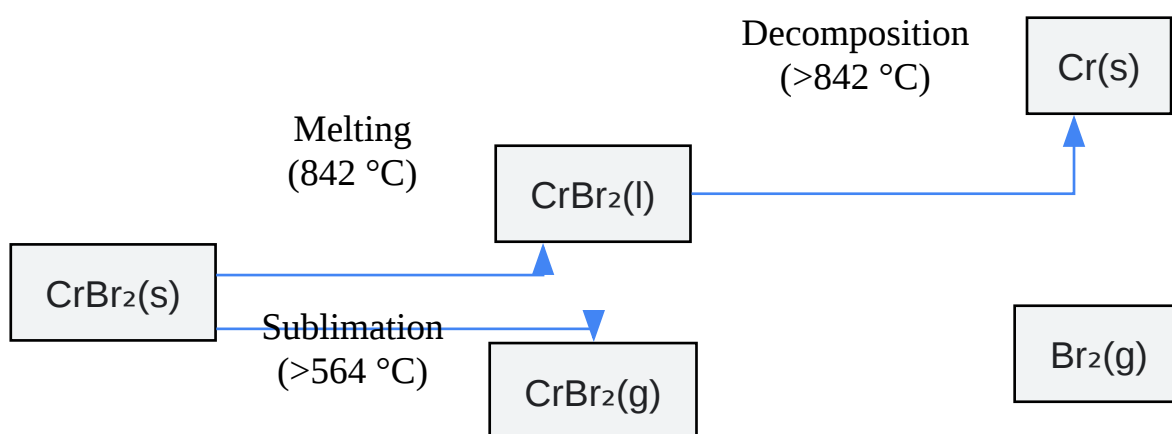 Decomposition
(>842 °C)
Cr(s)
Melting
(842 °C)
CrBr₂(l)
CrBr₂(s)
Sublimation
(>564 °C)
CrBr₂(g)
Br₂(g)